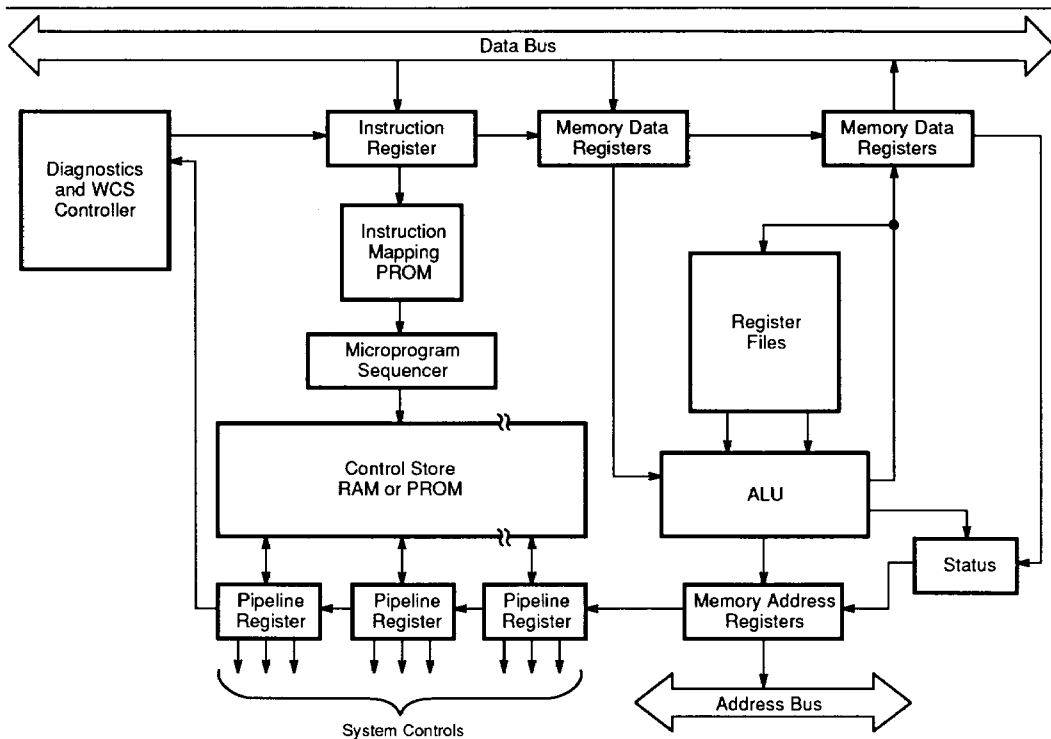 Data Bus
Diagnostics
and WCS
Controller
Instruction
Register
Memory Data
Registers
Memory Data
Registers
Instruction
Mapping
PROM
Register
Files
Microprogram
Sequencer
Control Store
RAM or PROM
ALU
Status
Pipeline
Register
Pipeline
Register
Pipeline
Register
Memory Address
Registers
System Controls
Address Bus